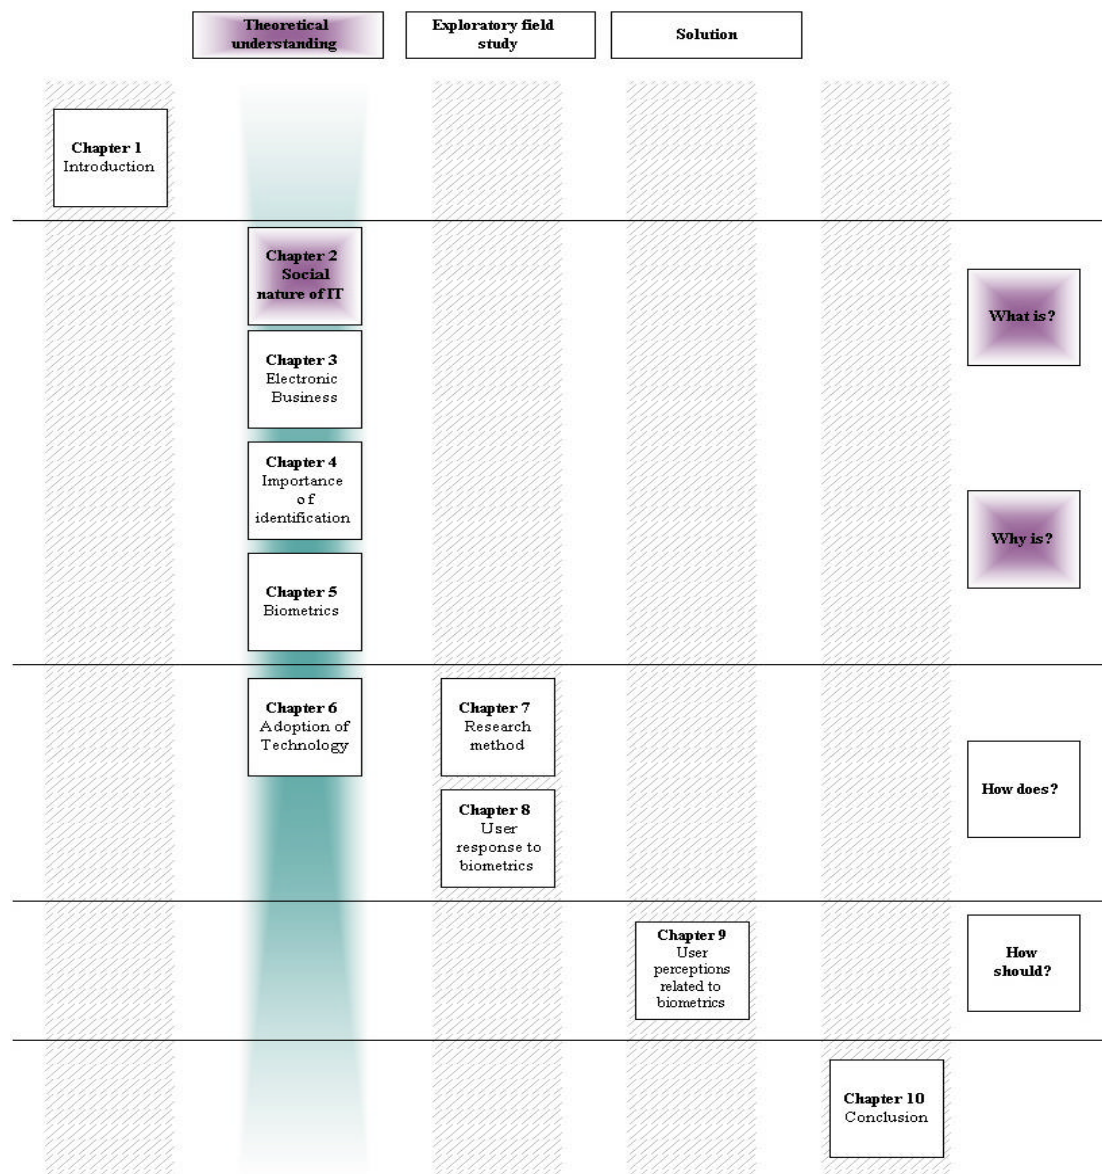 Theoretical
understanding
Exploratory field
study
Solution
Chapter 1
Introduction
Chapter 2
Social
nature of IT
What is?
Chapter 3
Electronic
Business
Chapter 4
Importance
of
identification
Why is?
Chapter 5
Biometrics
Chapter 6
Adoption of
Technology
Chapter 7
Research
method
How does?
Chapter 8
User
response to
biometrics
Chapter 9
User
perceptions
related to
biometrics
How
should?
Chapter 10
Conclusion